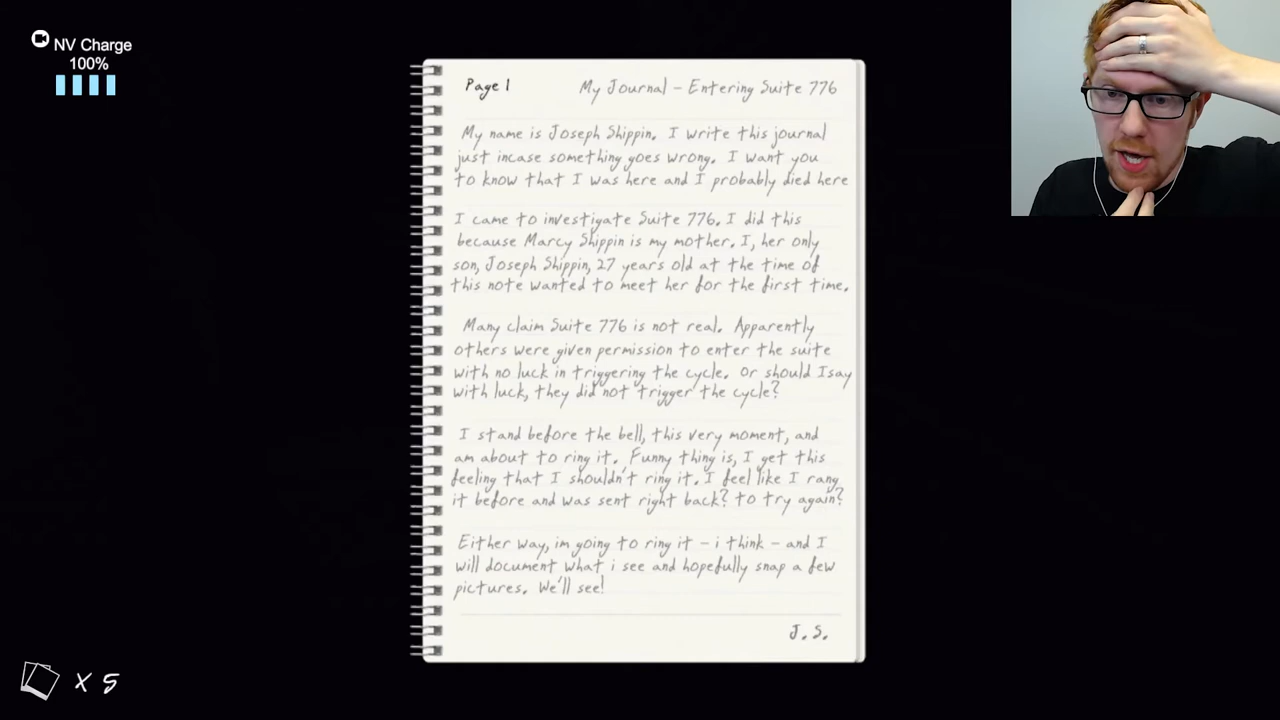 NV Charge
100%
Page 1
My Journal - Entering Suite 776
My name is Joseph Shippin. I write this journal
just incase something goes wrong. I want you
to know that I was here and I probably died here
I came to investigate Suite 776. I did this
because Marcy Shippin is my mother. I, her only
son, Joseph Shippin, 27 years old at the time of
this note wanted to meet her for the first time.
Many claim Suite 776 is not real. Apparently
others were given permission to enter the suite
with no luck in triggering the cycle. Or should I say
with luck, they did not trigger the cycle?
I stand before the bell, this very moment, and
am about to ring it. Funny thing is, I get this
feeling that I shouldn't ring it. I feel like I rang
it before and was sent right back? to try again?
Either way, im going to ring it - i think - and I
will document what i see and hopefully snap a few
pictures. We'll see!
J.S.
X 5